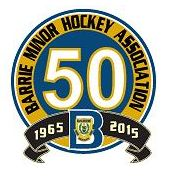 BARRIE MINOR HOCKEY ASSOCIATION
50
1965 2015
B